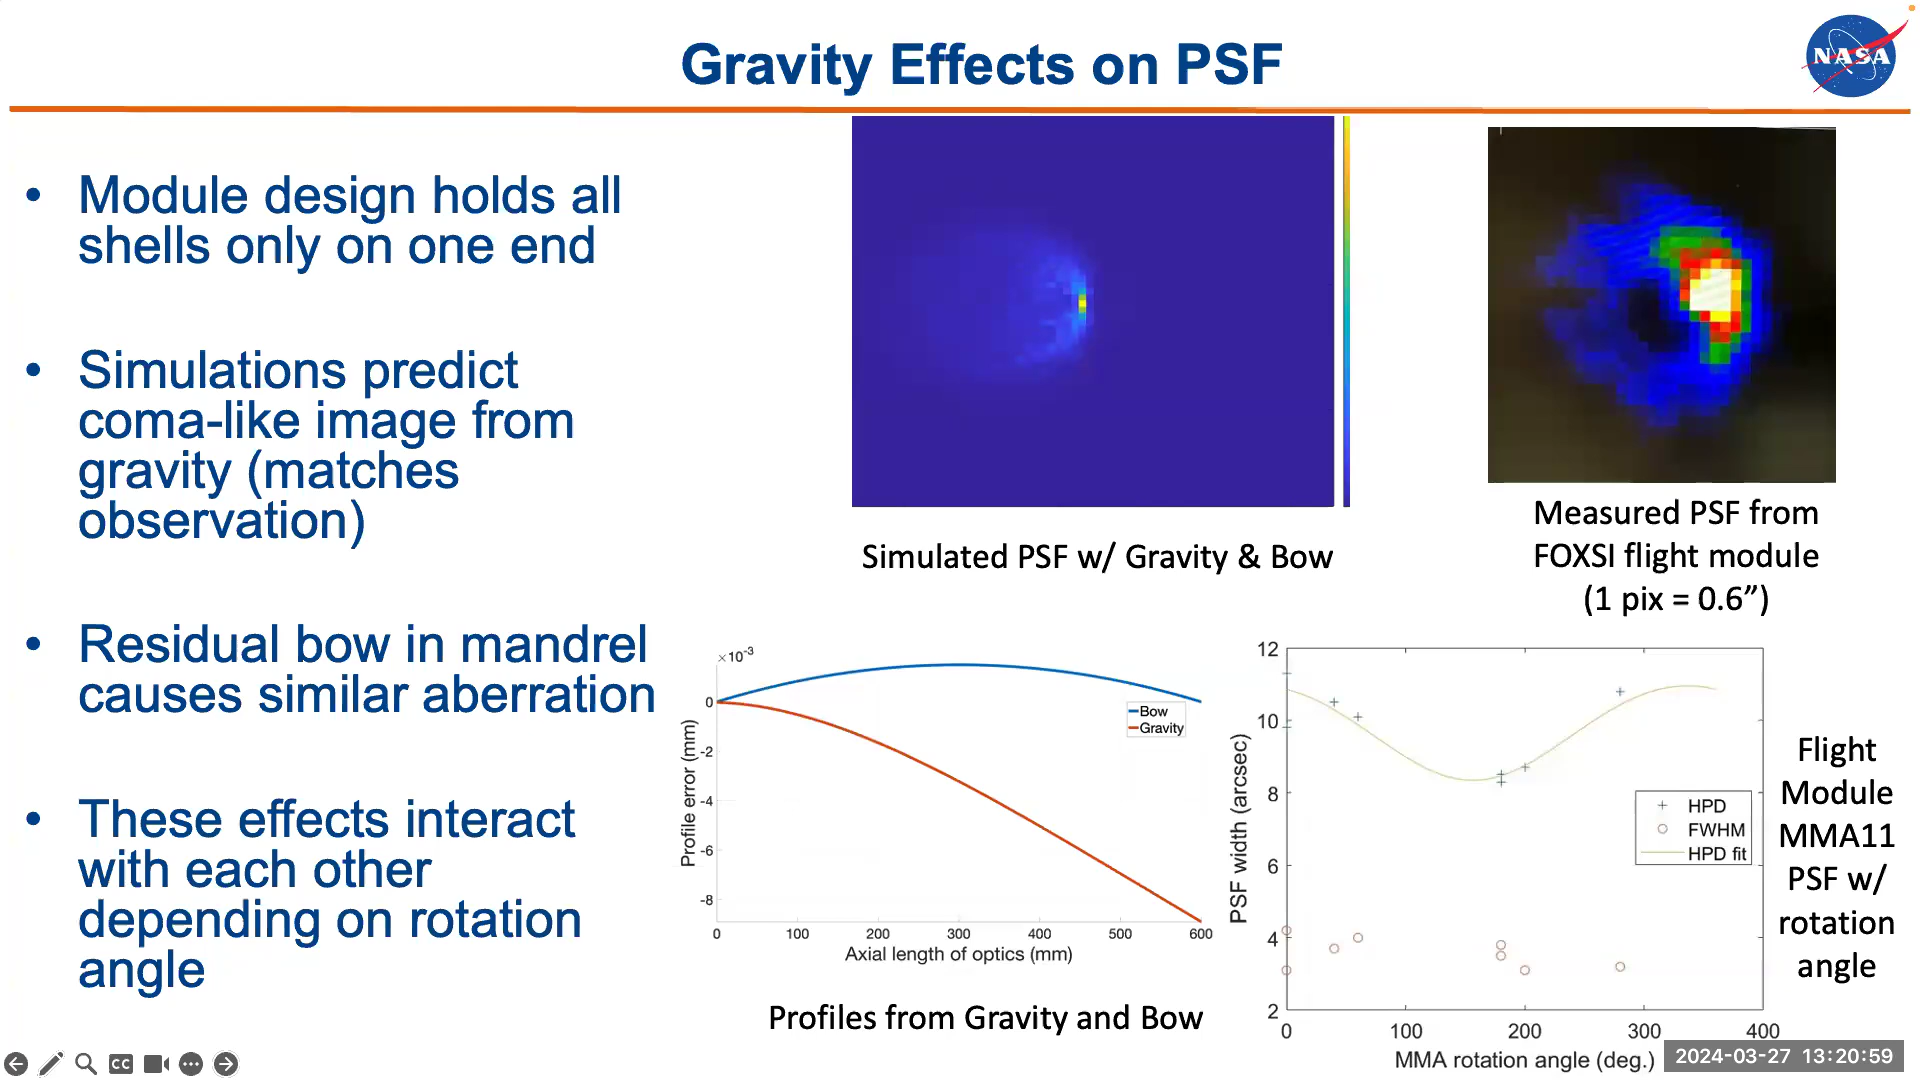 Gravity Effects on PSF
NASA
• Module design holds all
shells only on one end
• Simulations predict
coma-like image from
gravity (matches
observation)
• Residual bow in mandrel
causes similar aberration
• These effects interact
with each other
depending on rotation
angle
Simulated PSF w/ Gravity & Bow
Measured PSF from
FOXSI flight module
(1 pix = 0.6”)
×10-3
0
-2
-4
-6
-8
Profile error (mm)
Bow
Gravity
0 100 200 300 400 500 600
Axial length of optics (mm)
Profiles from Gravity and Bow
12
10
8
6
4
2
PSF width (arcsec)
HPD
FWHM
HPD fit
0 100 200 300 400
MMA rotation angle (deg.)
Flight
Module
MMA11
PSF w/
rotation
angle
CC
2024-03-27 13:20:59